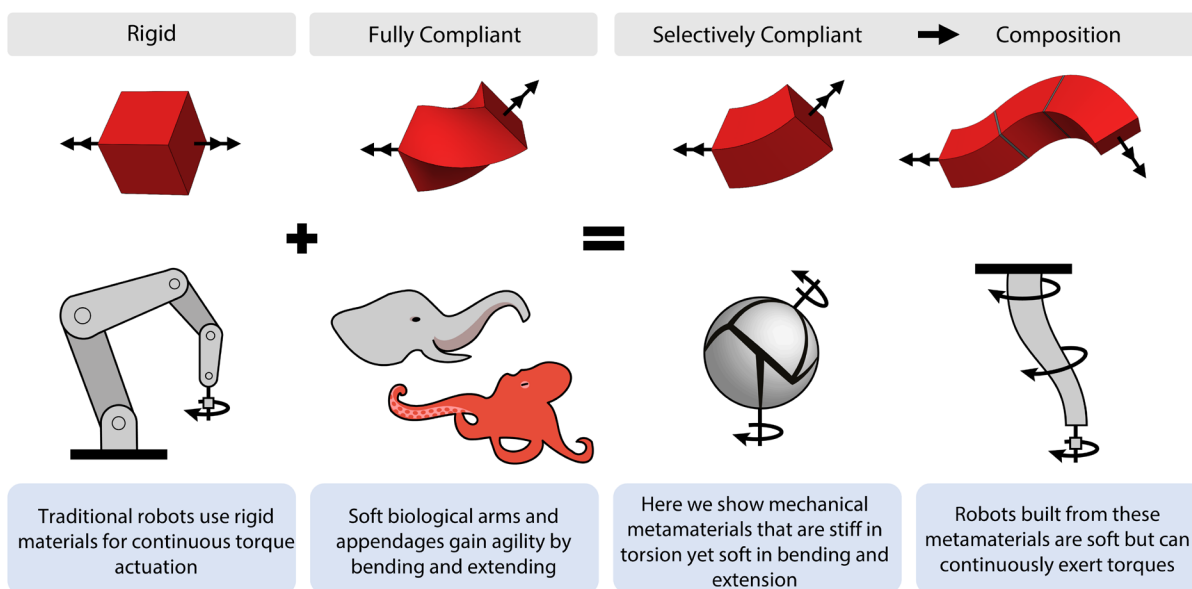 Rigid
Fully Compliant
Selectively Compliant
Composition
Traditional robots use rigid
materials for continuous torque
actuation
Soft biological arms and
appendages gain agility by
bending and extending
Here we show mechanical
metamaterials that are stiff in
torsion yet soft in bending and
extension
Robots built from these
metamaterials are soft but can
continuously exert torques